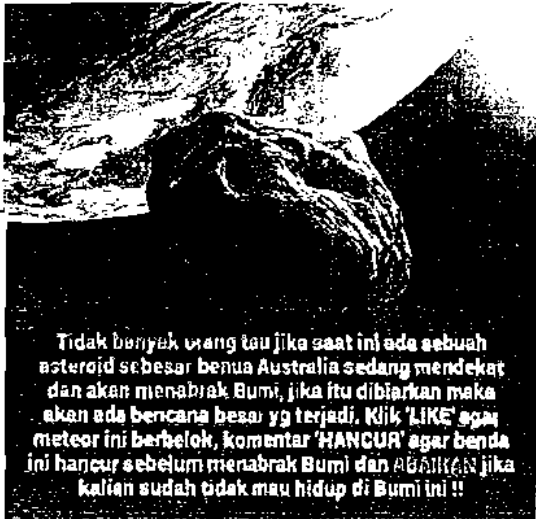 Tidak banyak orang tau jika saat ini ada sebuah
asteroid sebesar benua Australia sedang mendekat
dan akan menabrak Bumi, jika itu dibiarkan maka
akan ada bencana besar yg terjadi. Klik 'LIKE' agar
meteor ini berbelok, komentar 'HANCUR' agar benda
ini hancur sebelum menabrak Bumi dan ABAIKAN jika
kalian sudah tidak mau hidup di Bumi ini !!